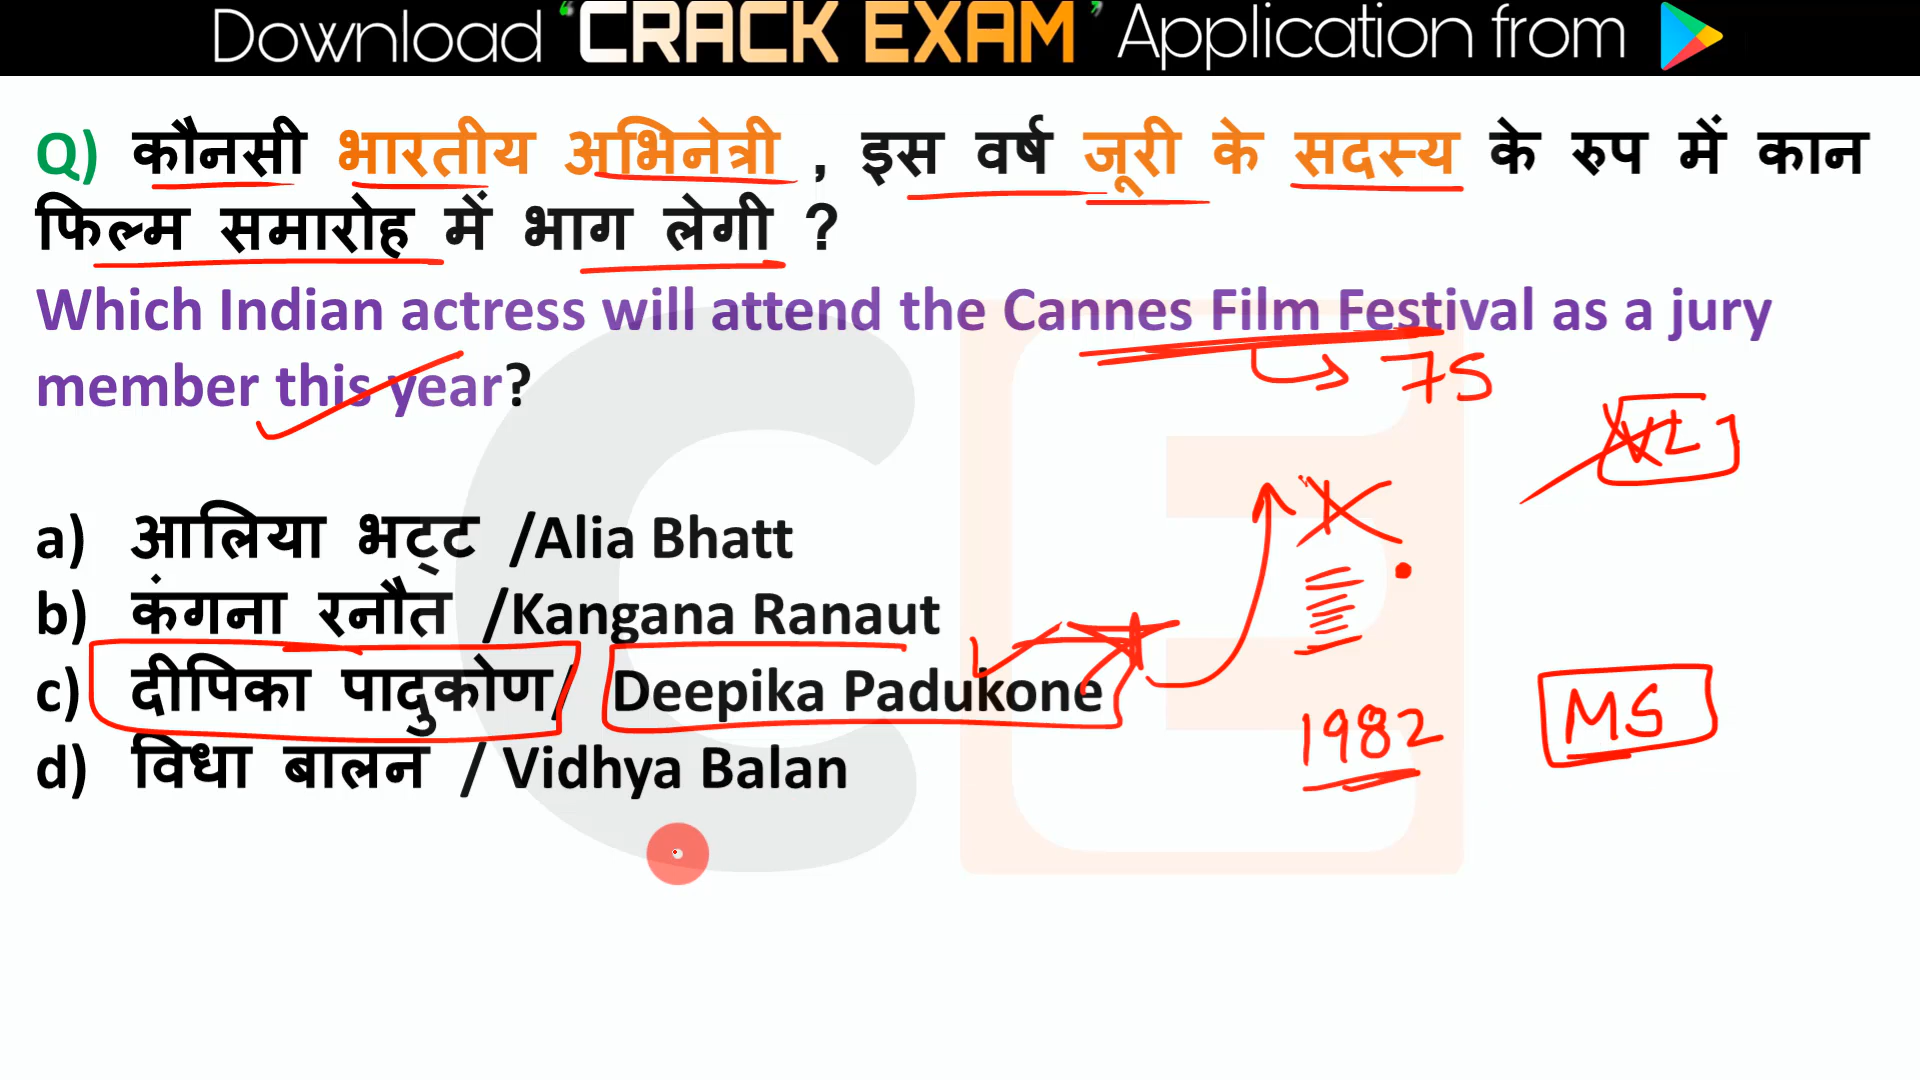 Download ‘CRACK EXAM’ Application from
Q) कौनसी भारतीय अभिनेत्री , इस वर्ष जूरी के सदस्य के रुप में कान
फिल्म समारोह में भाग लेगी ?
Which Indian actress will attend the Cannes Film Festival as a jury
member this year?
75
a) आलिया भट्ट /Alia Bhatt
b) कंगना रनौत /Kangana Ranaut
c) दीपिका पादुकोण/ Deepika Padukone
1982
MS
d) विधा बालन / Vidhya Balan
CE